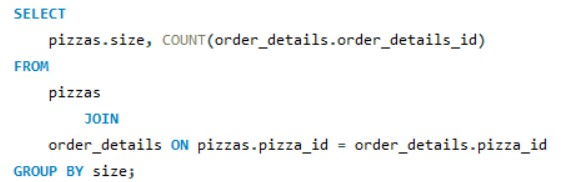 SELECT
pizzas.size, COUNT(order_details.order_details_id)
FROM
pizzas
JOIN
order_details ON pizzas.pizza_id = order_details.pizza_id
GROUP BY size;